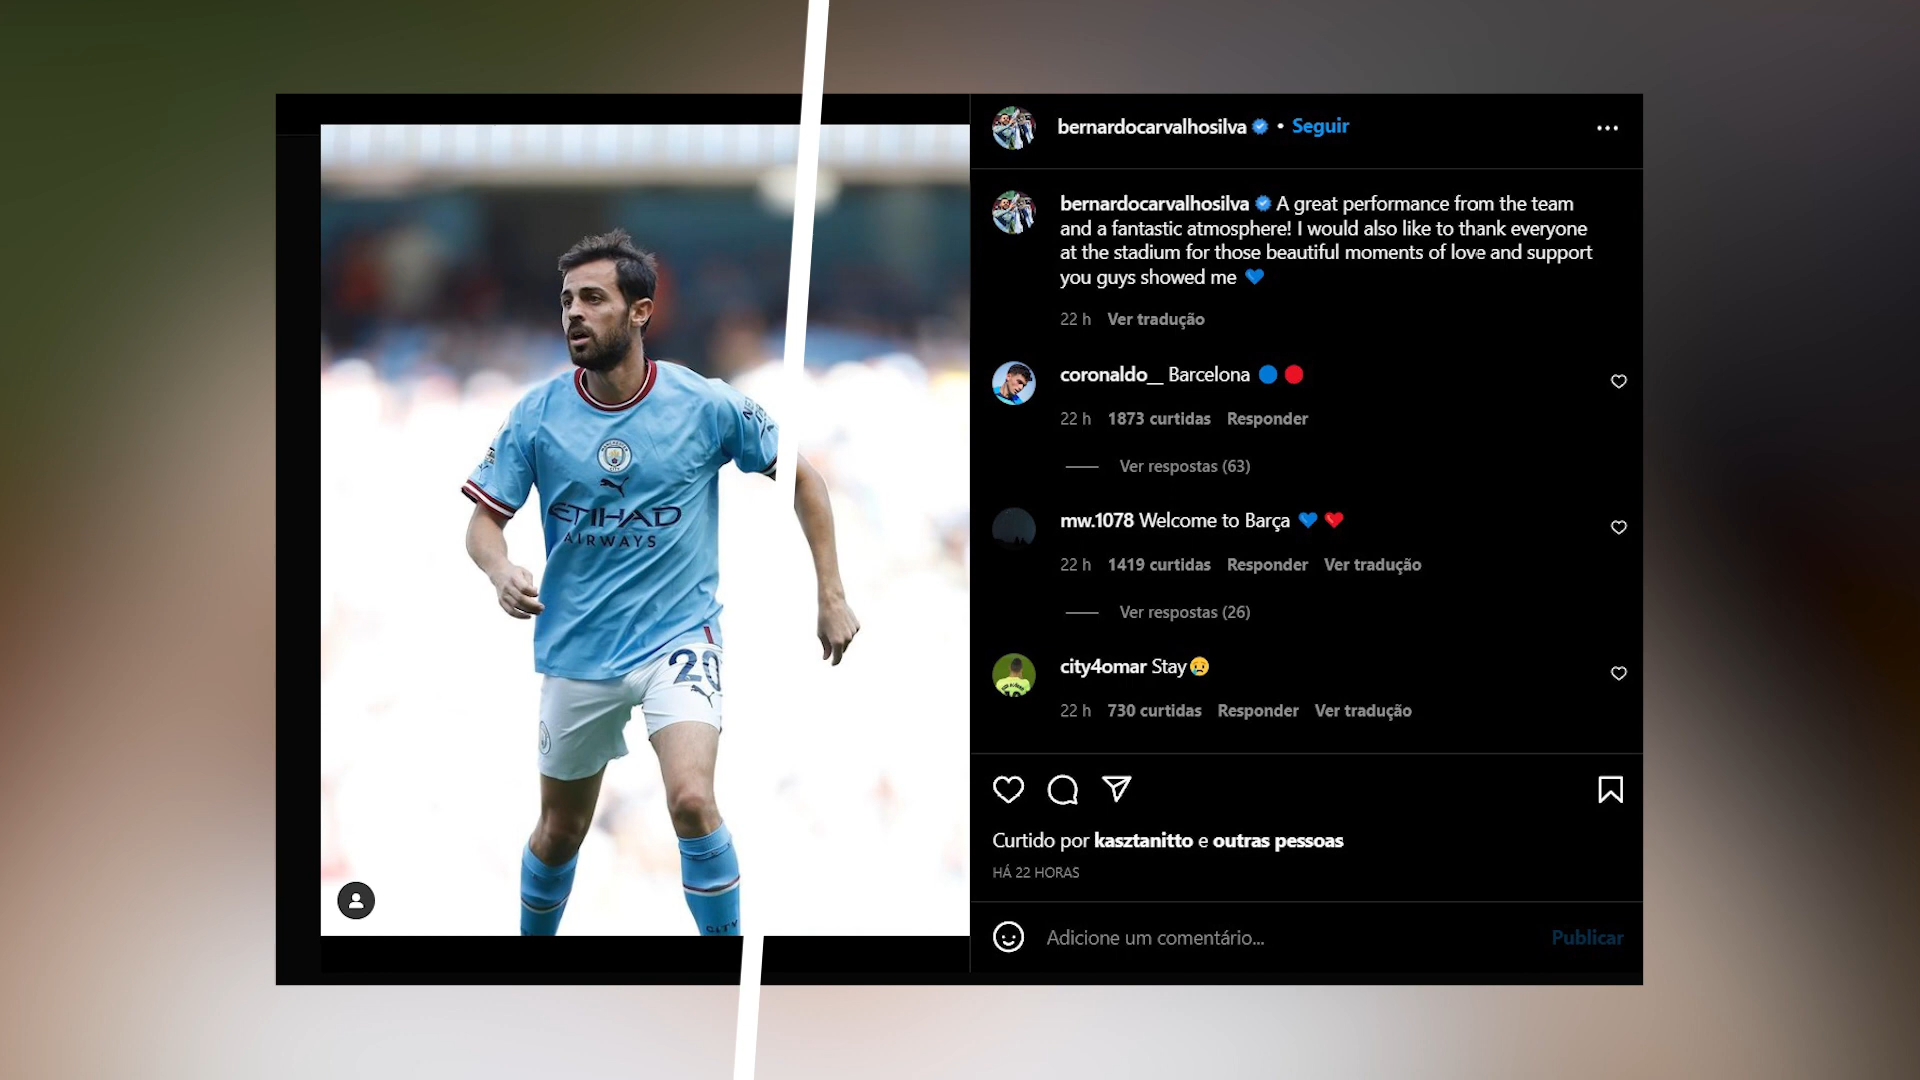 bernardocarvalhosilva • Seguir
bernardocarvalhosilva A great performance from the team
and a fantastic atmosphere! I would also like to thank everyone
at the stadium for those beautiful moments of love and support
you guys showed me 💙
22 h Ver tradução
coronaldo__ Barcelona 🔵🔴
22 h 1873 curtidas Responder
Ver respostas (63)
mw.1078 Welcome to Barça 💙❤️
22 h 1419 curtidas Responder Ver tradução
Ver respostas (26)
city4omar Stay😢
22 h 730 curtidas Responder Ver tradução
Curtido por kasztanitto e outras pessoas
HÁ 22 HORAS
Adicione um comentário...
Publicar
ETIHAD
AIRWAYS
20
CITY